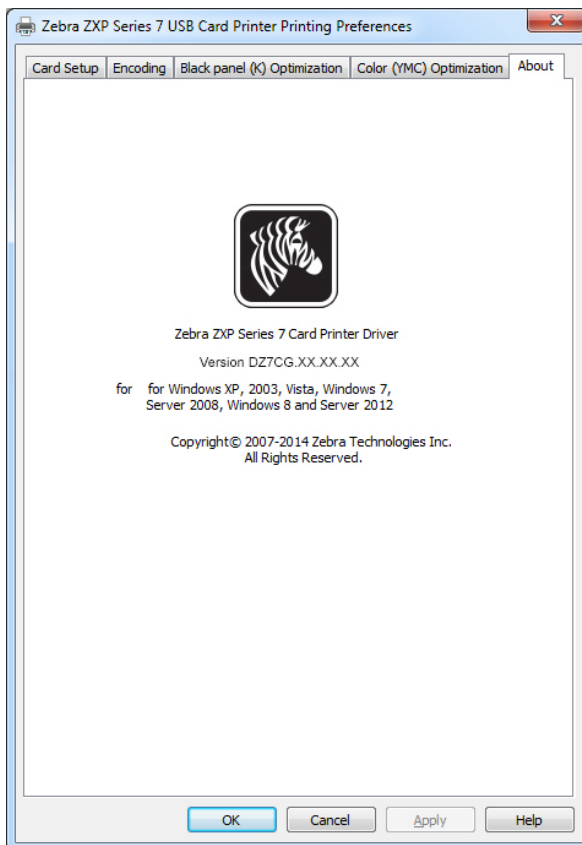 Zebra ZXP Series 7 USB Card Printer Printing Preferences
Card Setup Encoding Black panel (K) Optimization Color (YMC) Optimization About
Zebra ZXP Series 7 Card Printer Driver
Version DZ7CG.XX.XX.XX
for for Windows XP, 2003, Vista, Windows 7,
Server 2008, Windows 8 and Server 2012
Copyright© 2007-2014 Zebra Technologies Inc.
All Rights Reserved.
OK Cancel Apply Help